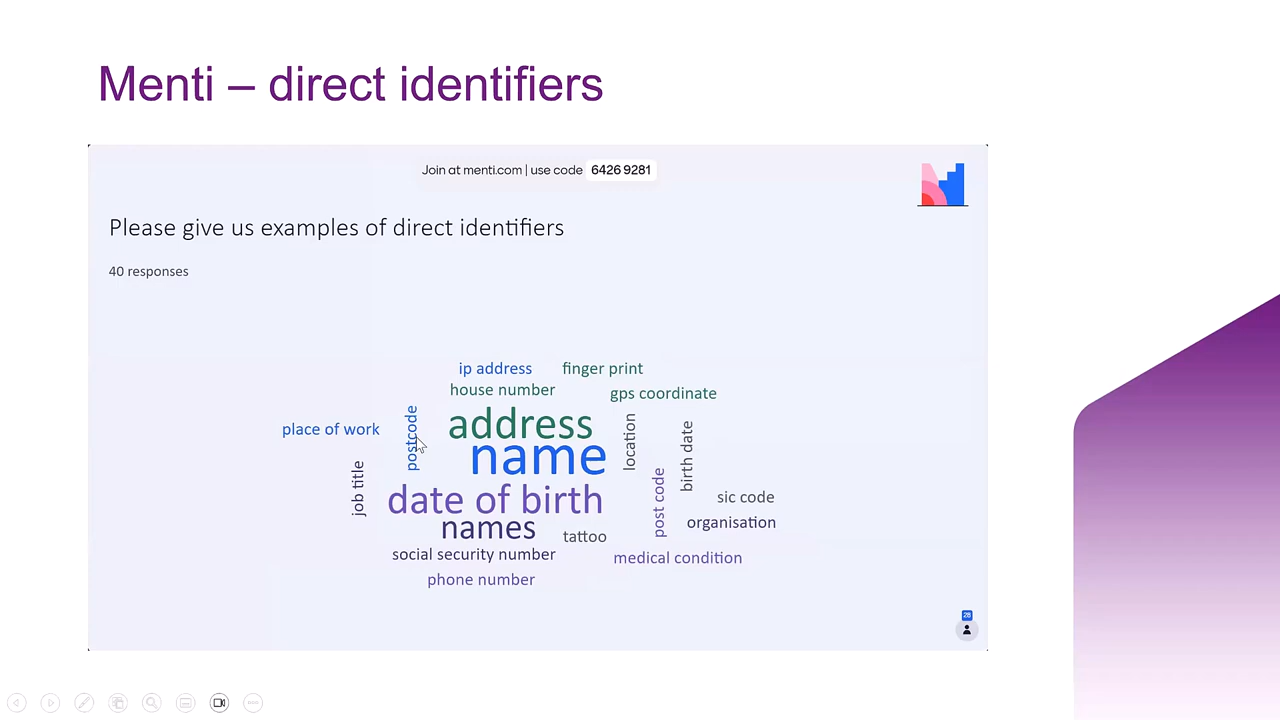 Menti – direct identifiers
Join at menti.com | use code 6426 9281
Please give us examples of direct identifiers
40 responses
ip address
finger print
house number
gps coordinate
address
place of work
postcode
location
birth date
name
job title
date of birth
post code
sic code
names
organisation
tattoo
social security number
medical condition
phone number
28